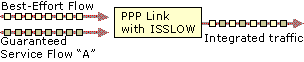 Best-Effort Flow
Guaranteed
Service Flow “A”
PPP Link
with ISSLOW
Integrated traffic